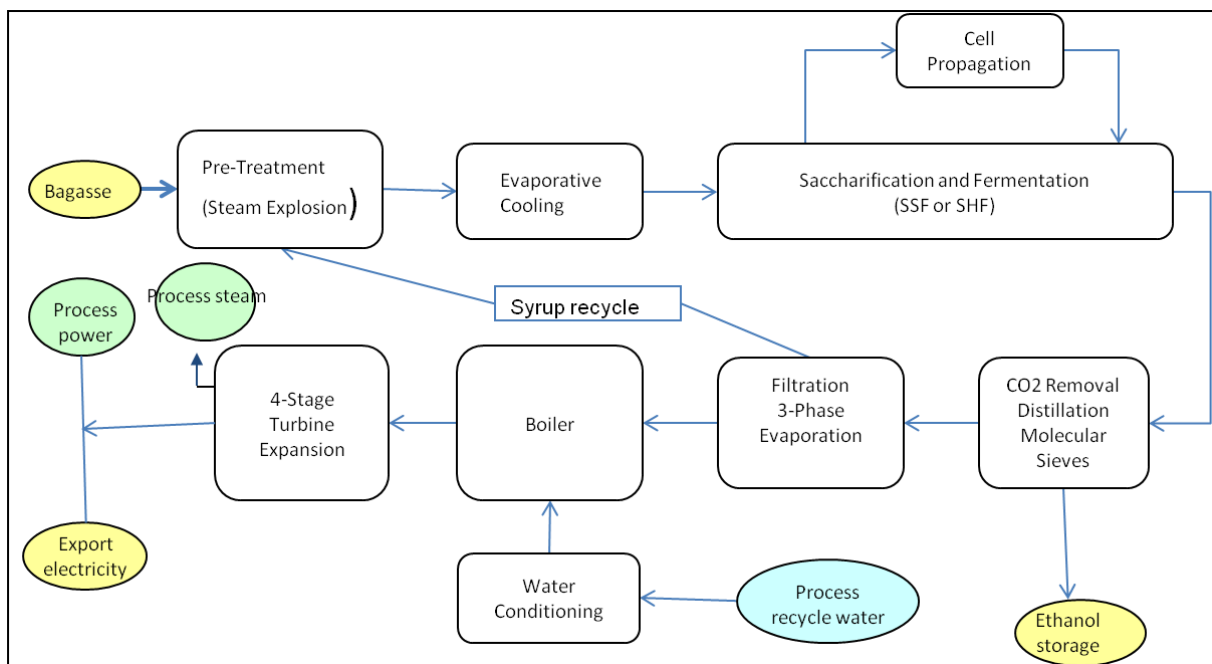 Cell
Propagation
Bagasse
Pre-Treatment
(Steam Explosion)
Evaporative
Cooling
Saccharification and Fermentation
(SSF or SHF)
Process
power
Process steam
Syrup recycle
4-Stage
Turbine
Expansion
Boiler
Filtration
3-Phase
Evaporation
CO2 Removal
Distillation
Molecular
Sieves
Export
electricity
Water
Conditioning
Process
recycle water
Ethanol
storage